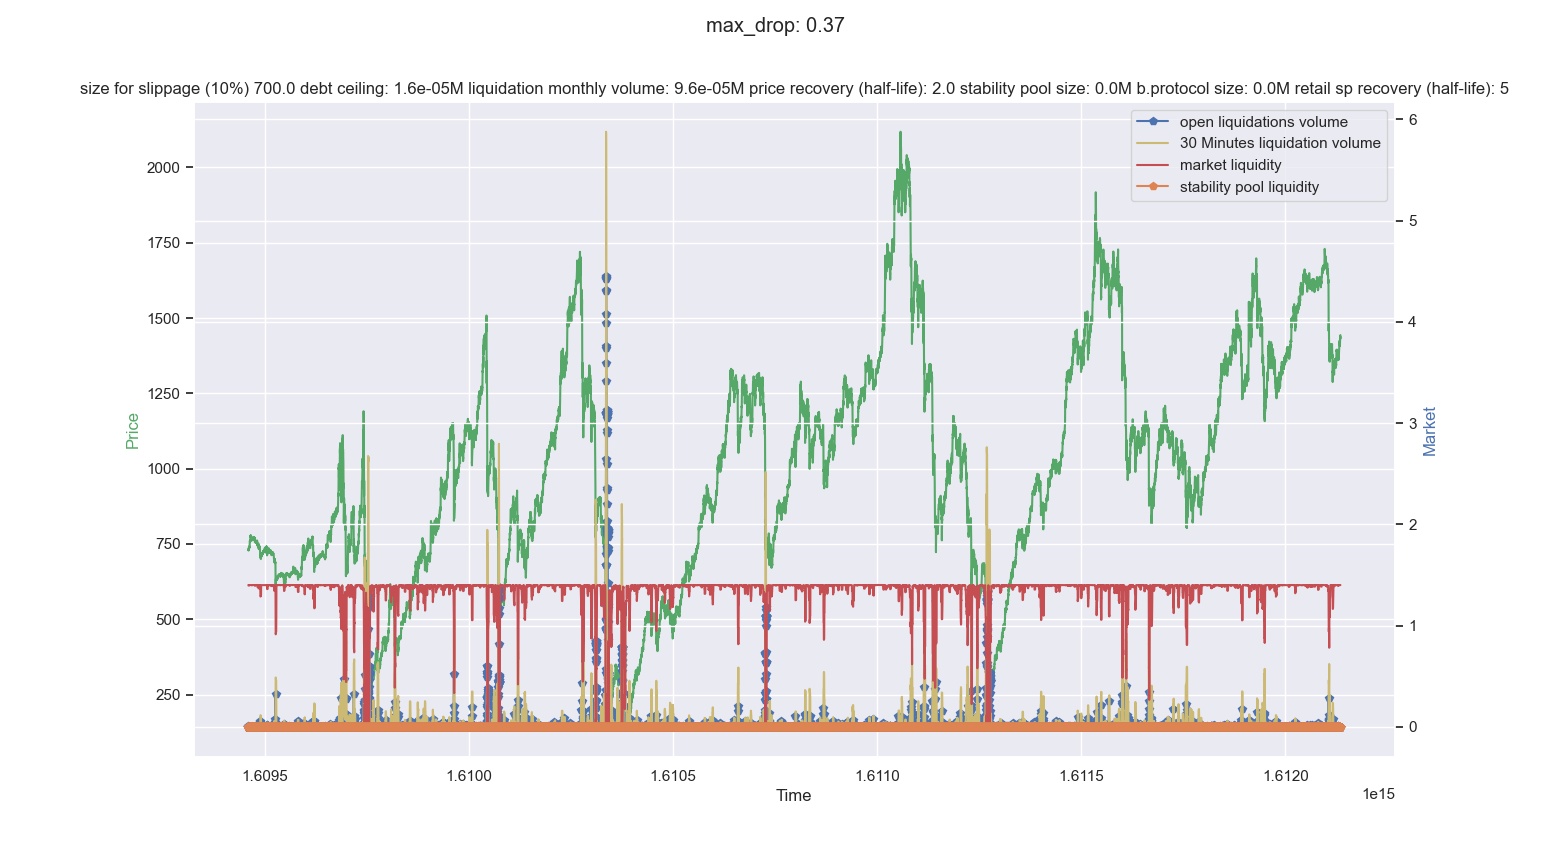 max_drop: 0.37
size for slippage (10%) 700.0 debt ceiling: 1.6e-05M liquidation monthly volume: 9.6e-05M price recovery (half-life): 2.0 stability pool size: 0.0M b.protocol size: 0.0M retail sp recovery (half-life): 5
open liquidations volume
30 Minutes liquidation volume
market liquidity
stability pool liquidity
2000
1750
1500
1250
1000
750
500
250
Price
6
5
4
3
2
1
0
Market
1.6095 1.6100 1.6105 1.6110 1.6115 1.6120
1e15
Time